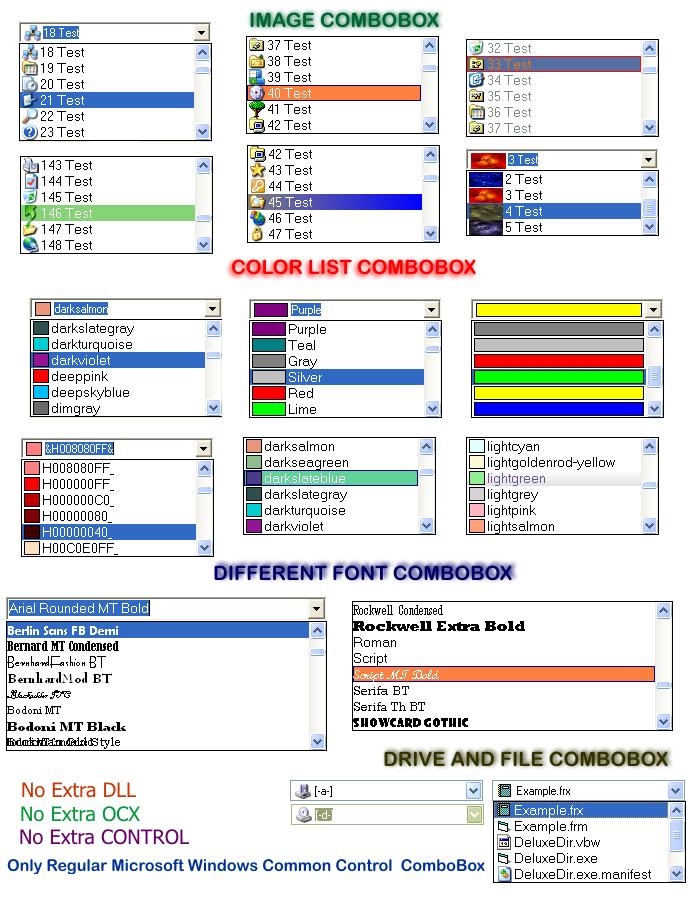 IMAGE COMBOBOX
18 Test
18 Test
19 Test
20 Test
21 Test
22 Test
23 Test
37 Test
38 Test
39 Test
40 Test
41 Test
42 Test
32 Test
33 Test
34 Test
35 Test
36 Test
37 Test
143 Test
144 Test
145 Test
146 Test
147 Test
148 Test
42 Test
43 Test
44 Test
45 Test
46 Test
47 Test
3 Test
2 Test
3 Test
4 Test
5 Test
COLOR LIST COMBOBOX
darksalmon
darkslategray
darkturquoise
darkviolet
deeppink
deepskyblue
dimgray
Purple
Purple
Teal
Gray
Silver
Red
Lime
&H008080FF&
H008080FF_
H000000FF_
H000000C0_
H00000080_
H00000040_
H00C0E0FF_
darksalmon
darkseagreen
darkslateblue
darkslategray
darkturquoise
darkviolet
lightcyan
lightgoldenrod-yellow
lightgreen
lightgrey
lightpink
lightsalmon
DIFFERENT FONT COMBOBOX
Arial Rounded MT Bold
Berlin Sans FB Demi
Bernard MT Condensed
BernhardFashion BT
BernhardMod BT
Bodoni MT
Bodoni MT Black
Style
Rockwell Condensed
Rockwell Extra Bold
Roman
Script
Script MT Bold
Serifa BT
Serifa Th BT
SHOWCARD GOTHIC
DRIVE AND FILE COMBOBOX
No Extra DLL
No Extra OCX
No Extra CONTROL
Only Regular Microsoft Windows Common Control ComboBox
[-a-]
[-d-]
Example.frx
Example.frx
Example.frm
DeluxeDir.vbw
DeluxeDir.exe
DeluxeDir.exe.manifest